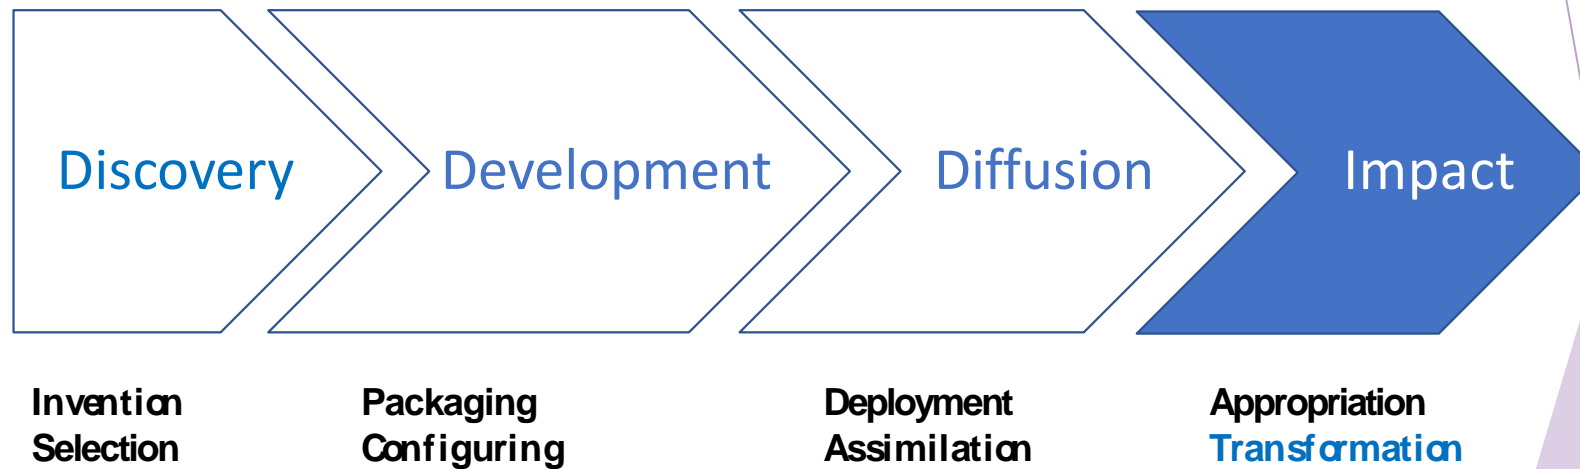 Discovery
Development
Diffusion
Impact
Invention
Selection
Packaging
Configuring
Deployment
Assimilation
Appropriation
Transformation